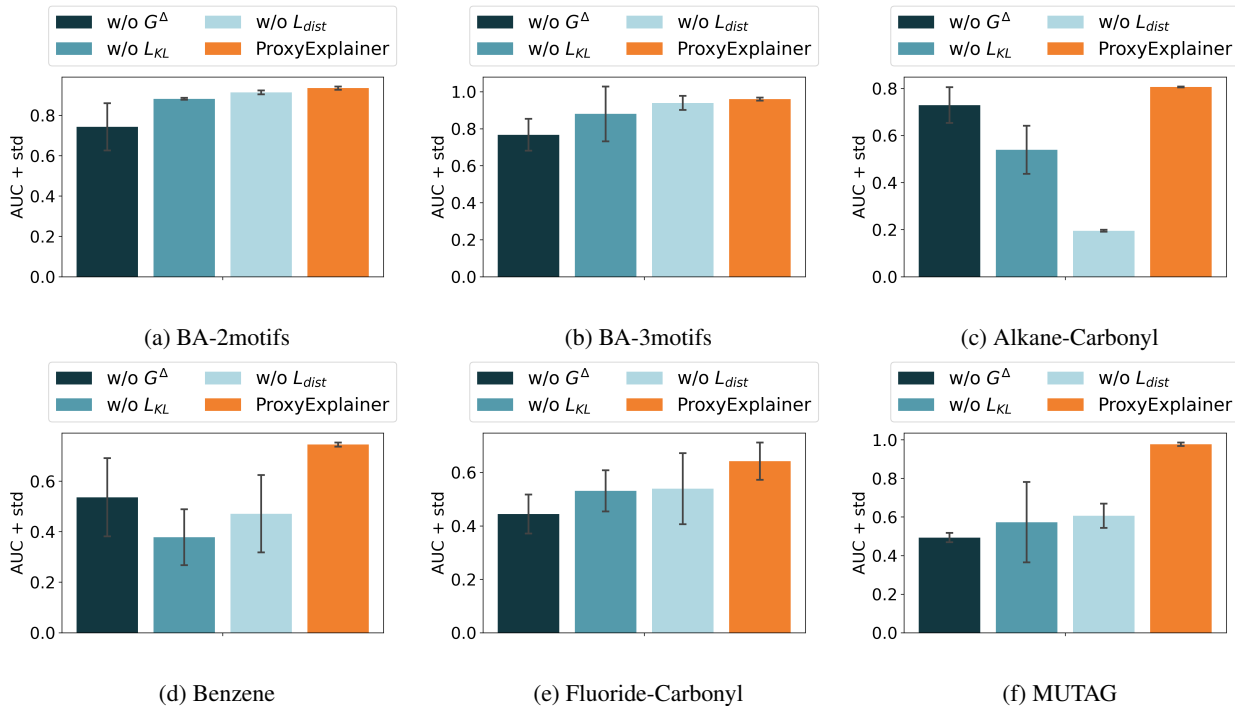 w/o G^Δ w/o L_dist
w/o L_KL ProxyExplainer
AUC + std
0.8
0.6
0.4
0.2
0.0
(a) BA-2motifs
w/o G^Δ w/o L_dist
w/o L_KL ProxyExplainer
AUC + std
1.0
0.8
0.6
0.4
0.2
0.0
(b) BA-3motifs
w/o G^Δ w/o L_dist
w/o L_KL ProxyExplainer
AUC + std
0.8
0.6
0.4
0.2
0.0
(c) Alkane-Carbonyl
w/o G^Δ w/o L_dist
w/o L_KL ProxyExplainer
AUC + std
0.6
0.4
0.2
0.0
(d) Benzene
w/o G^Δ w/o L_dist
w/o L_KL ProxyExplainer
AUC + std
0.6
0.4
0.2
0.0
(e) Fluoride-Carbonyl
w/o G^Δ w/o L_dist
w/o L_KL ProxyExplainer
AUC + std
1.0
0.8
0.6
0.4
0.2
0.0
(f) MUTAG